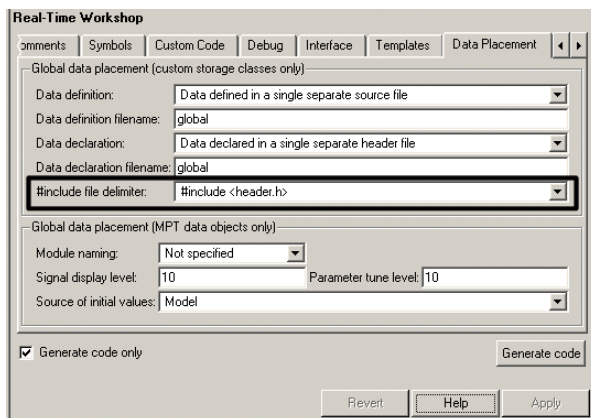 Real-Time Workshop
omments Symbols Custom Code Debug Interface Templates Data Placement
Global data placement (custom storage classes only)
Data definition: Data defined in a single separate source file
Data definition filename: global
Data declaration: Data declared in a single separate header file
Data declaration filename: global
#include file delimiter: #include <header.h>
Global data placement (MPT data objects only)
Module naming: Not specified
Signal display level: 10 Parameter tune level: 10
Source of initial values: Model
Generate code only Generate code
Revert Help Apply